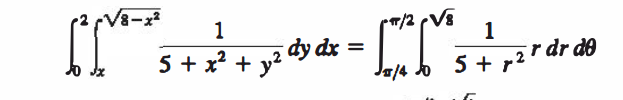 ∫₀² ∫ₓ^√(8−x²) 1/(5 + x² + y²) dy dx = ∫_{π/4}^{π/2} ∫₀^√8 1/(5 + r²) r dr dθ